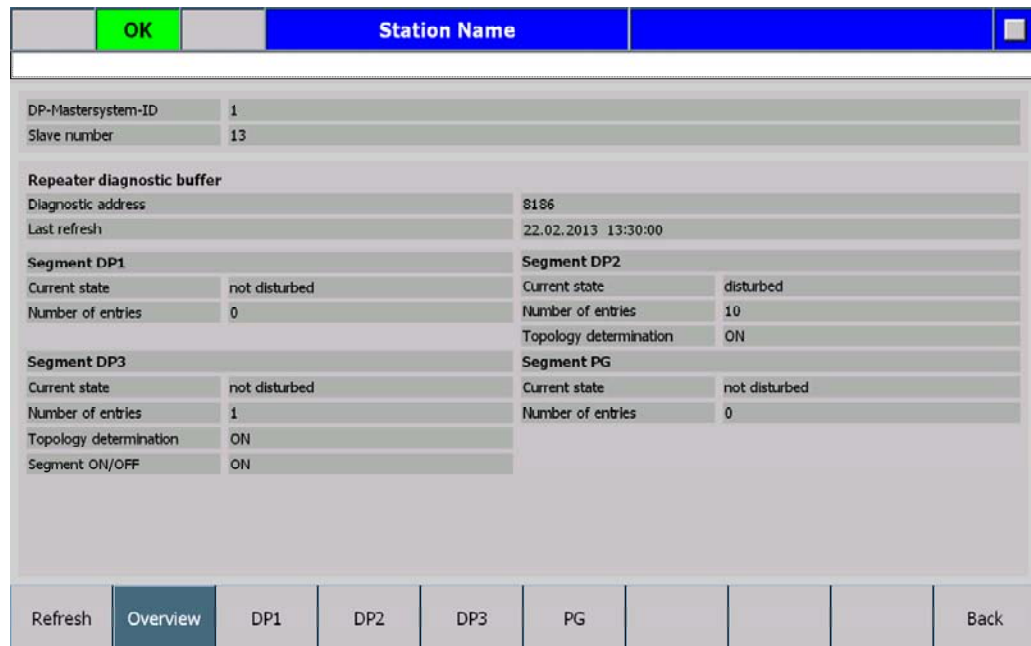 OK Station Name
DP-Mastersystem-ID 1
Slave number 13
Repeater diagnostic buffer
Diagnostic address 8186
Last refresh 22.02.2013 13:30:00
Segment DP1
Current state not disturbed
Number of entries 0
Segment DP2
Current state disturbed
Number of entries 10
Topology determination ON
Segment DP3
Current state not disturbed
Number of entries 1
Topology determination ON
Segment ON/OFF ON
Segment PG
Current state not disturbed
Number of entries 0
Refresh Overview DP1 DP2 DP3 PG Back